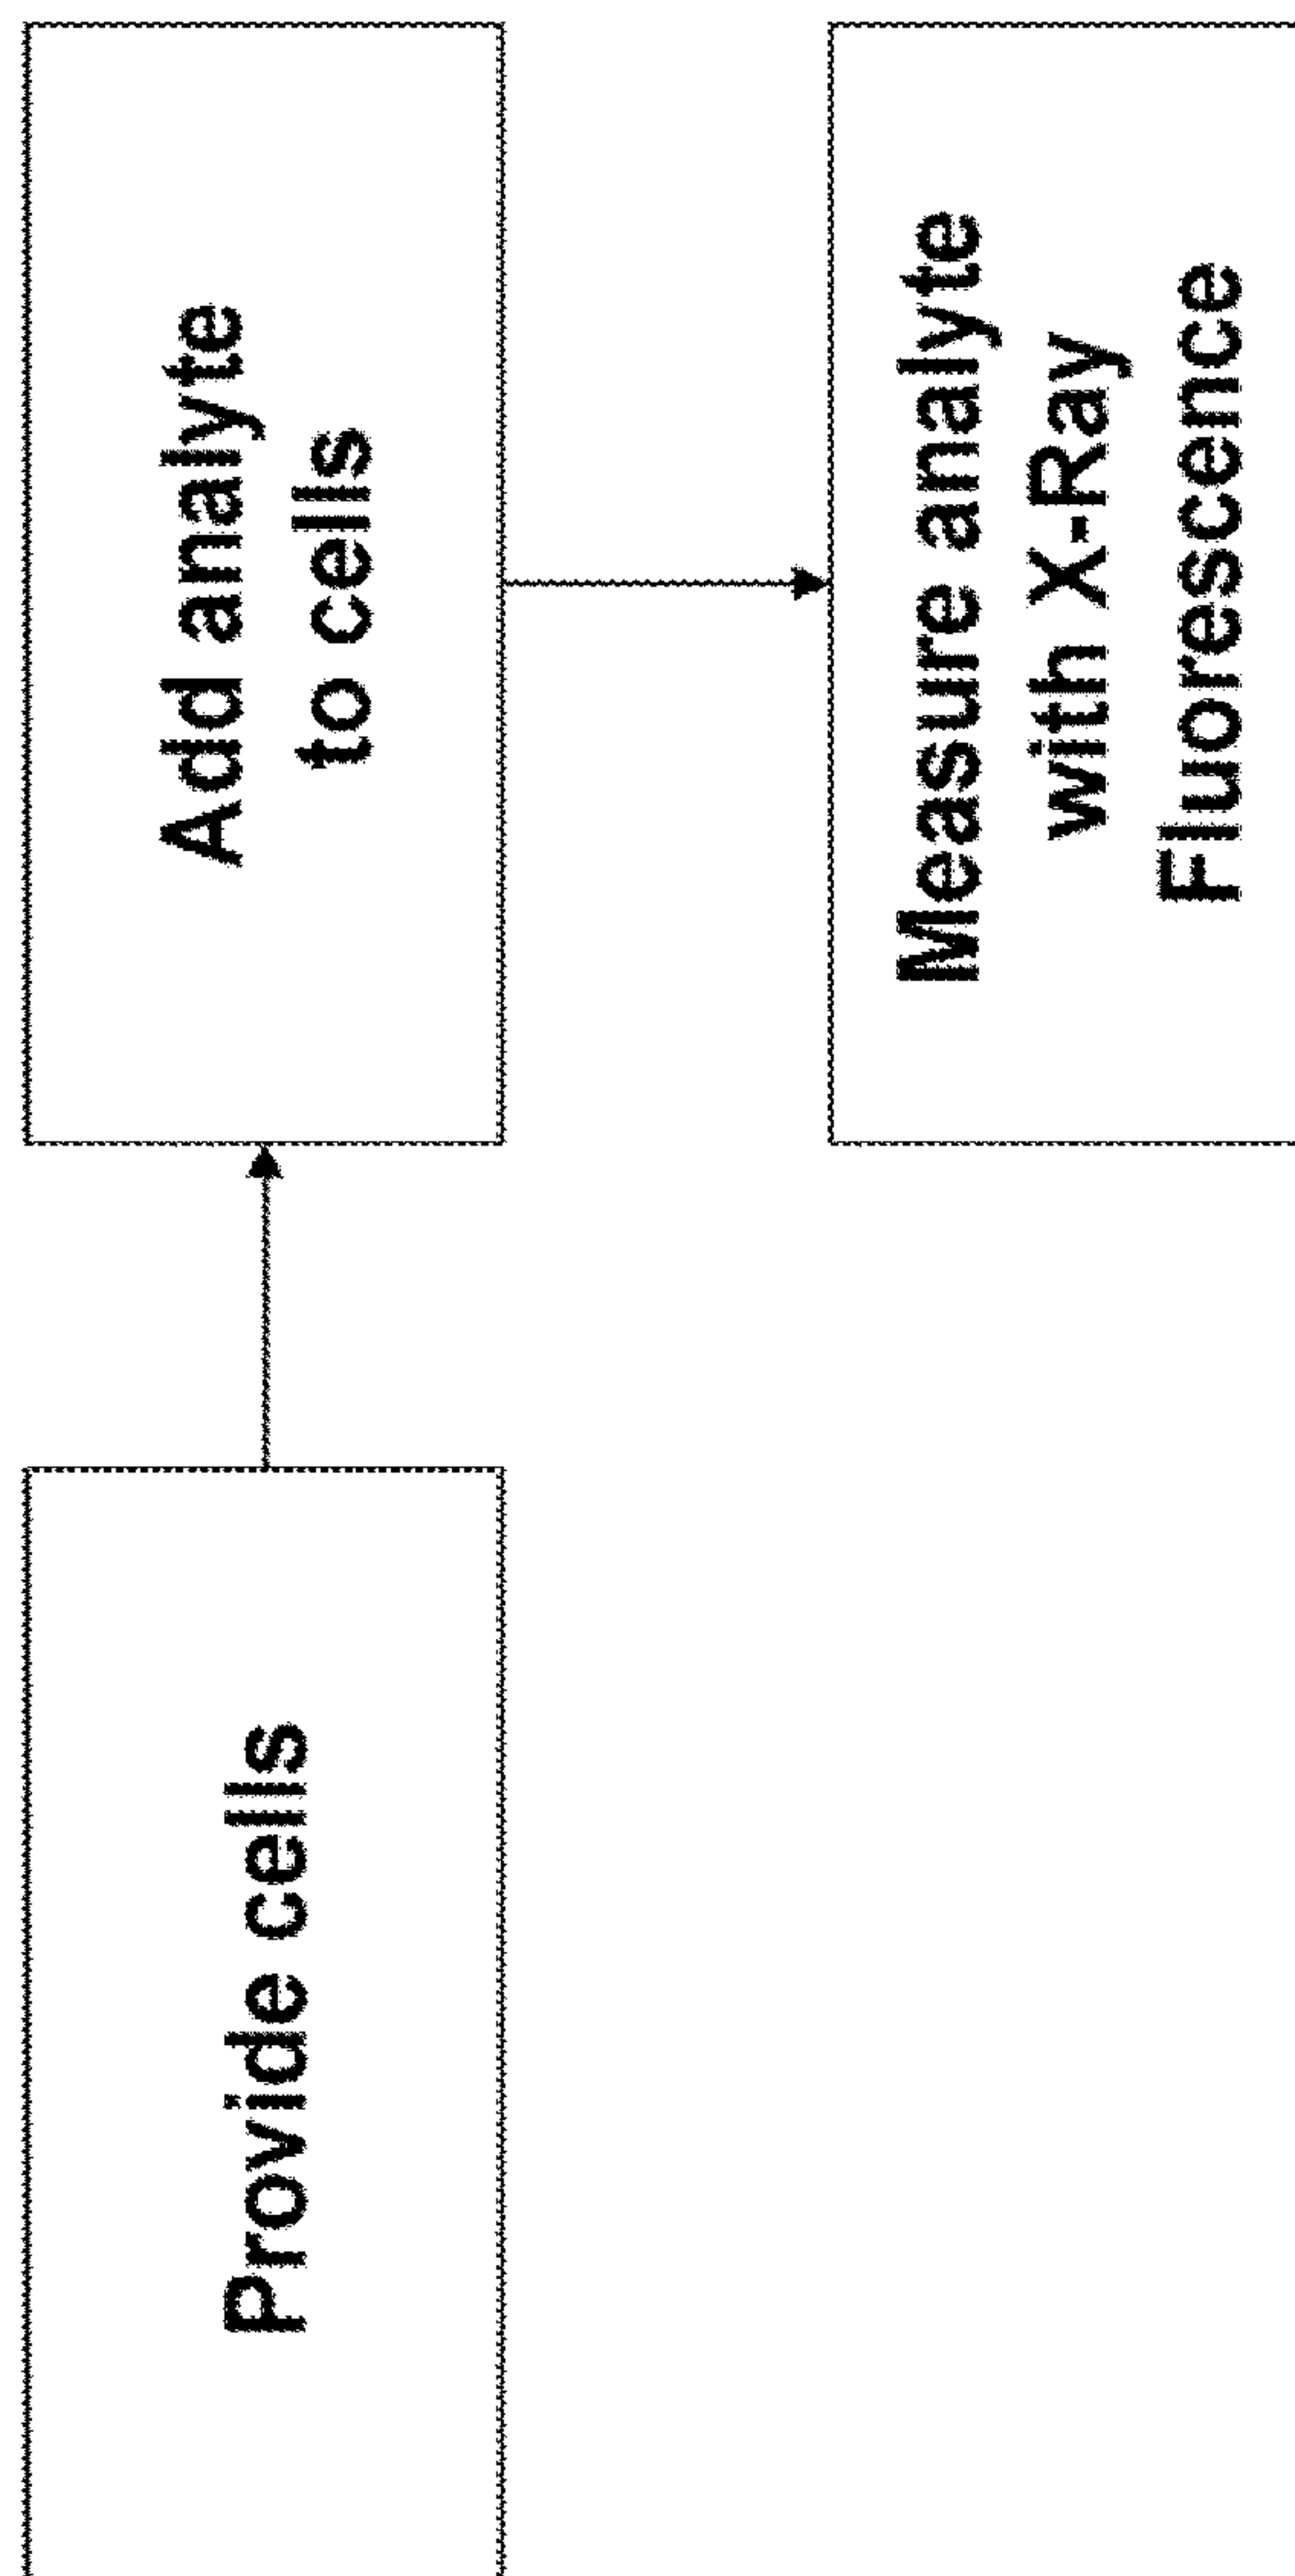 Provide cells
Add analyte
to cells
Measure analyte
with X-Ray
Fluorescence